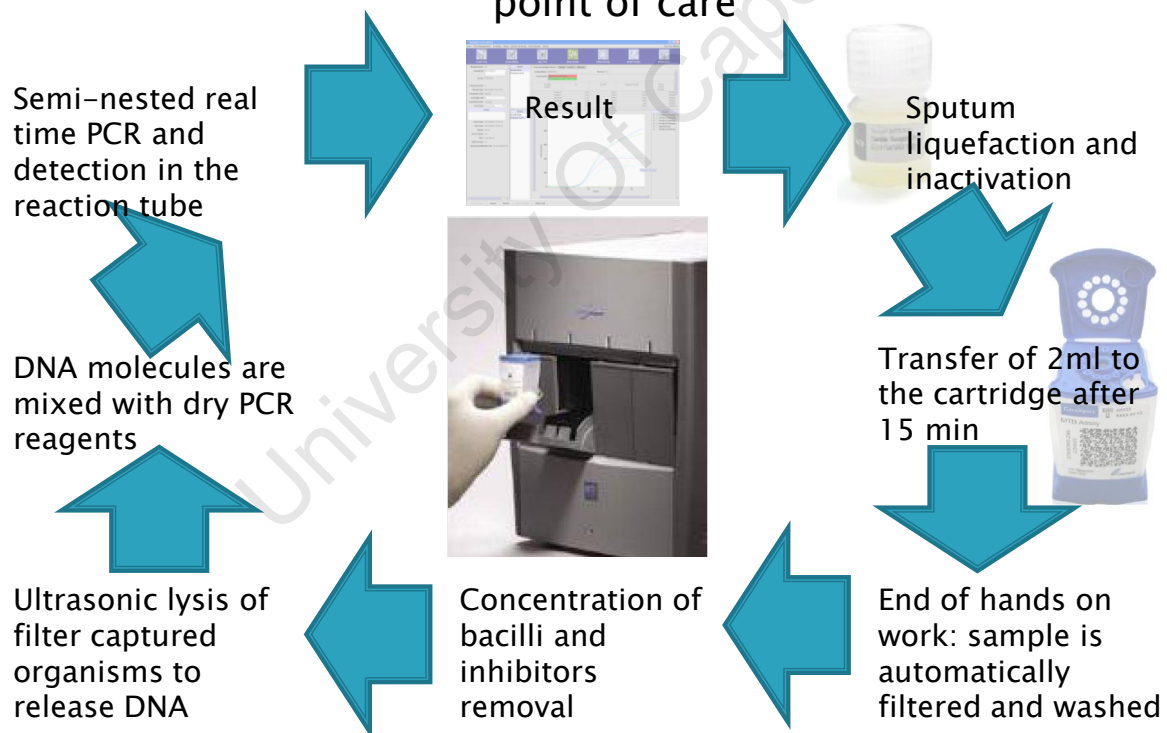 point of care
Semi-nested real
time PCR and
detection in the
reaction tube
Result
Sputum
liquefaction and
inactivation
DNA molecules are
mixed with dry PCR
reagents
Transfer of 2ml to
the cartridge after
15 min
MTB Assay
Ultrasonic lysis of
filter captured
organisms to
release DNA
Concentration of
bacilli and
inhibitors
removal
End of hands on
work: sample is
automatically
filtered and washed
University Of Cape